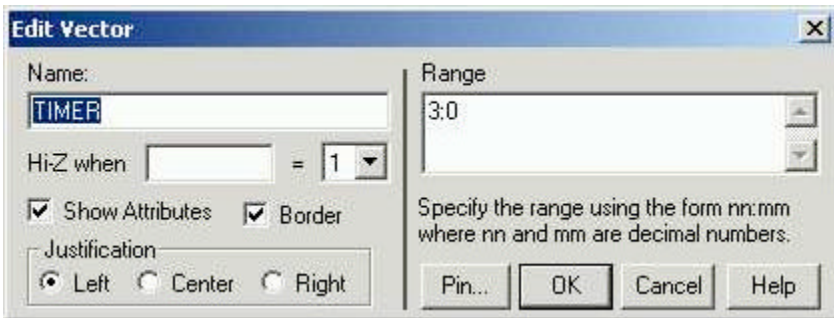 Edit Vector
Name:
TIMER
Hi-Z when = 1
Show Attributes Border
Justification
Left Center Right
Range
3:0
Specify the range using the form nn:mm
where nn and mm are decimal numbers.
Pin... OK Cancel Help